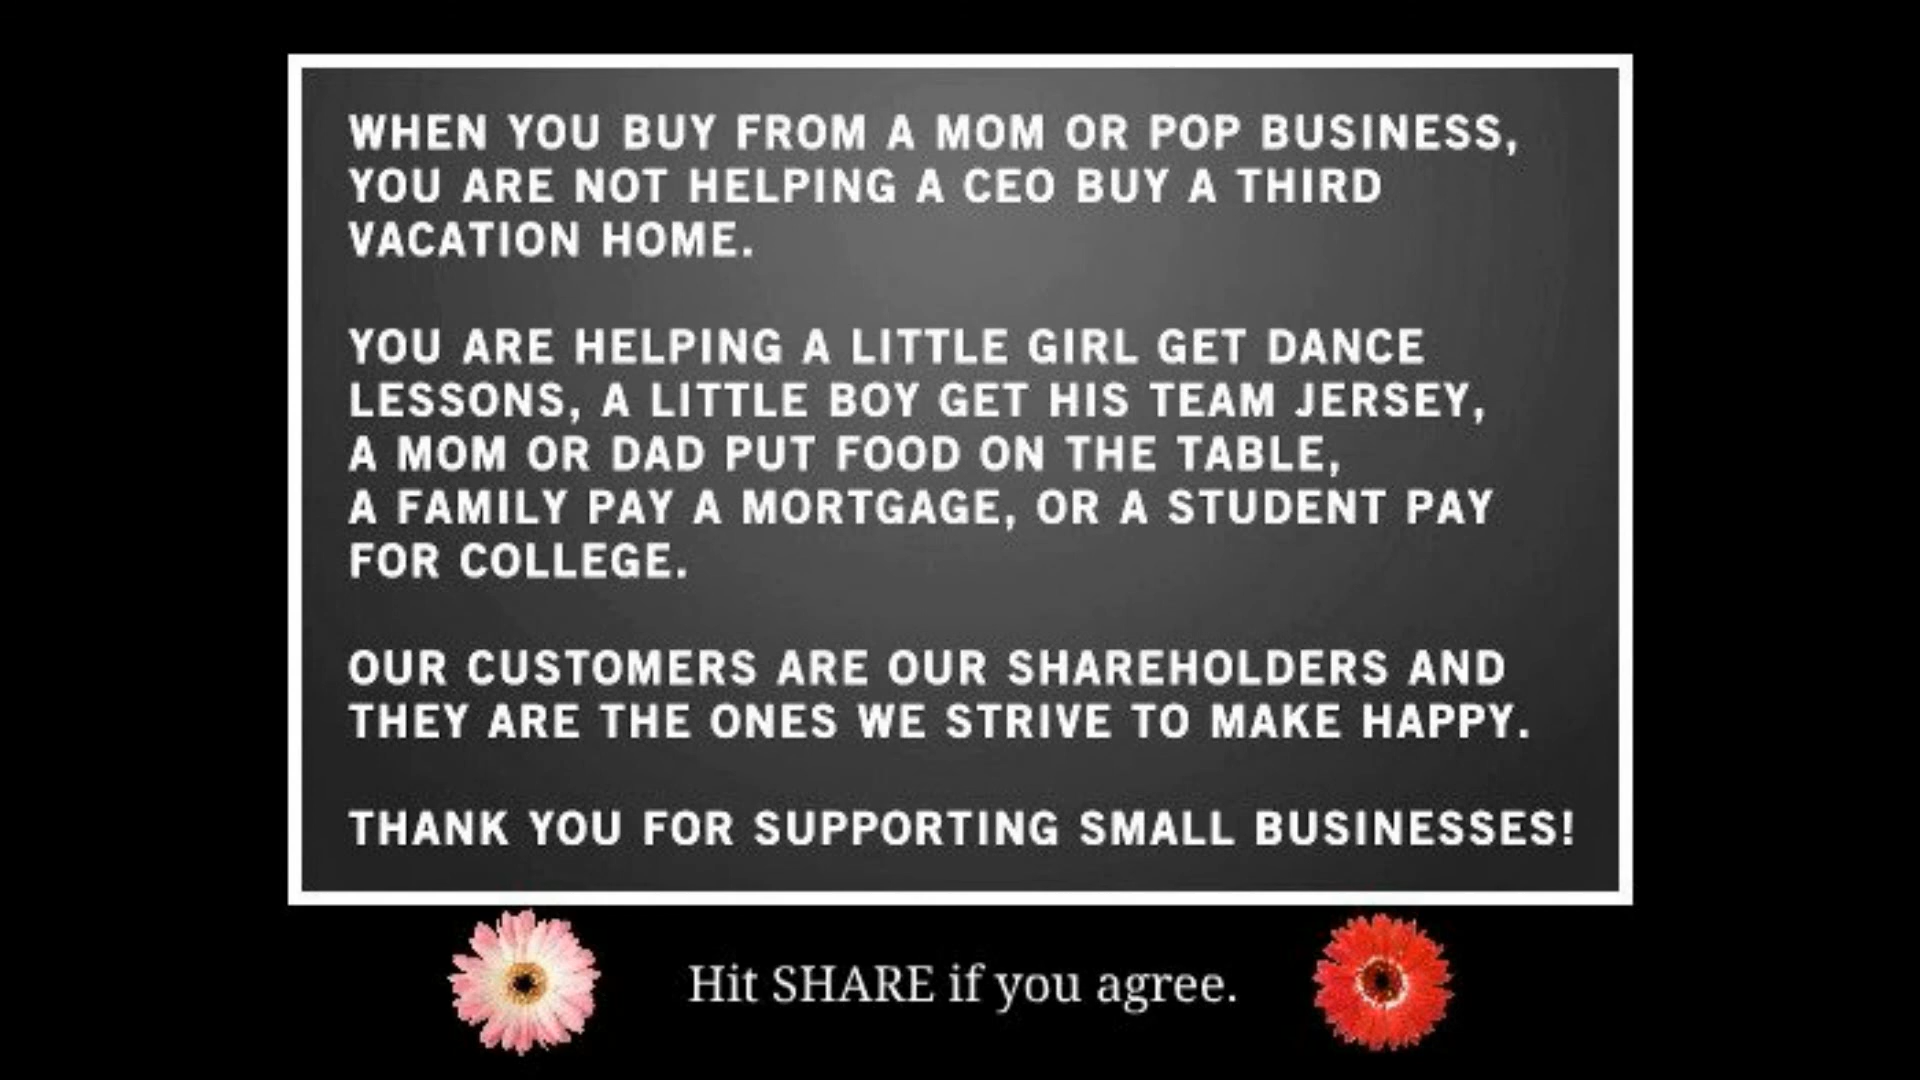 WHEN YOU BUY FROM A MOM OR POP BUSINESS,
YOU ARE NOT HELPING A CEO BUY A THIRD
VACATION HOME.
YOU ARE HELPING A LITTLE GIRL GET DANCE
LESSONS, A LITTLE BOY GET HIS TEAM JERSEY,
A MOM OR DAD PUT FOOD ON THE TABLE,
A FAMILY PAY A MORTGAGE, OR A STUDENT PAY
FOR COLLEGE.
OUR CUSTOMERS ARE OUR SHAREHOLDERS AND
THEY ARE THE ONES WE STRIVE TO MAKE HAPPY.
THANK YOU FOR SUPPORTING SMALL BUSINESSES!
Hit SHARE if you agree.